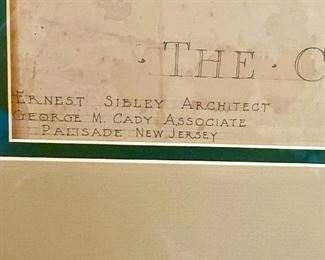 · THE · C
ERNEST SIBLEY ARCHITECT
GEORGE M. CADY ASSOCIATE
PALISADE NEW JERSEY